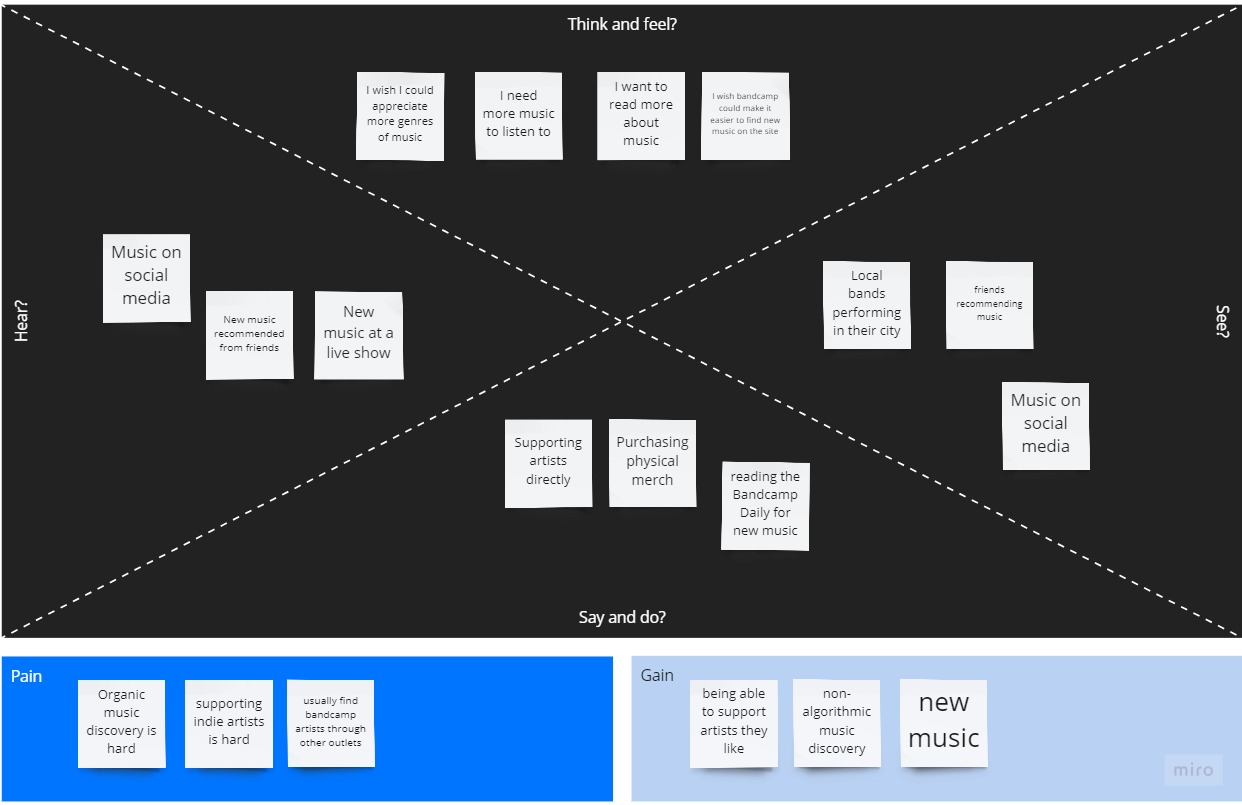 Think and feel?
I wish I could
appreciate
more genres
of music
I need
more music
to listen to
I want to
read more
about
music
I wish bandcamp
could make it
easier to find new
music on the site
Hear?
Music on
social
media
New music
recommended
from friends
New
music at a
live show
Local
bands
performing
in their city
friends
recommending
music
Music on
social
media
See?
Supporting
artists
directly
Purchasing
physical
merch
reading the
Bandcamp
Daily for
new music
Say and do?
Pain
Organic
music
discovery is
hard
supporting
indie artists
is hard
usually find
bandcamp
artists through
other outlets
Gain
being able
to support
artists they
like
non-
algorithmic
music
discovery
new
music
miro